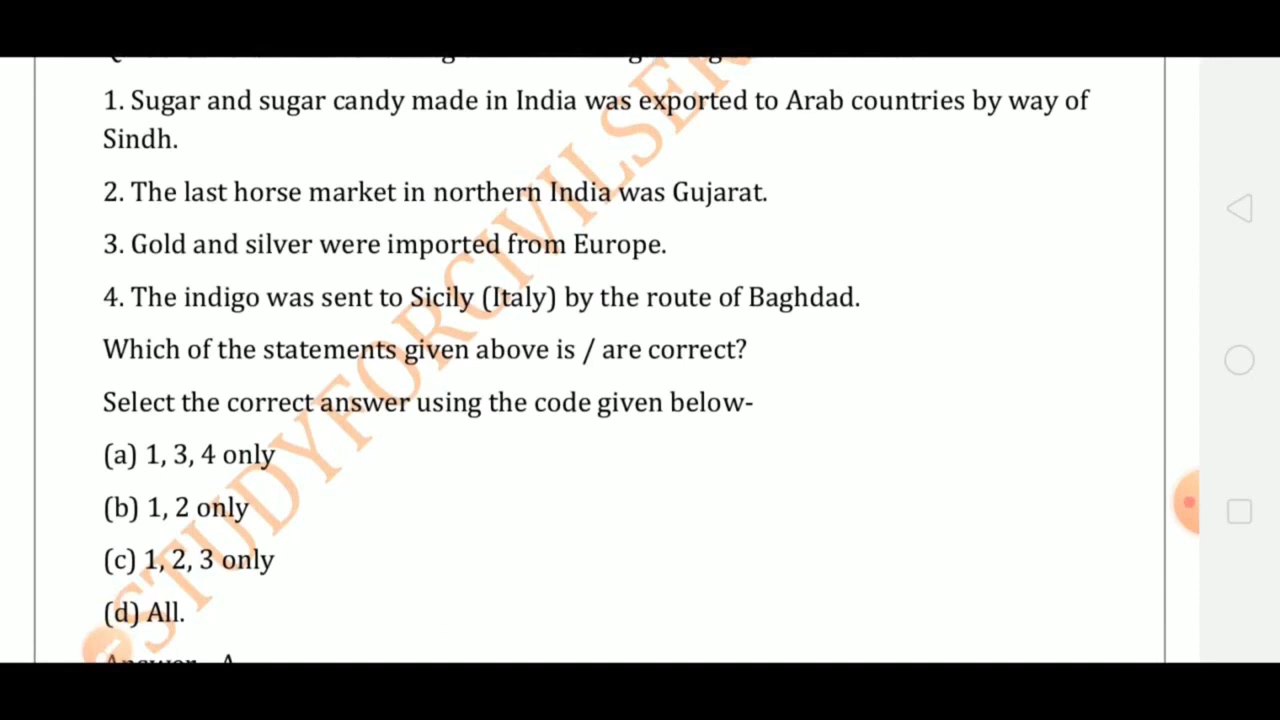 1. Sugar and sugar candy made in India was exported to Arab countries by way of
Sindh.
2. The last horse market in northern India was Gujarat.
3. Gold and silver were imported from Europe.
4. The indigo was sent to Sicily (Italy) by the route of Baghdad.
Which of the statements given above is / are correct?
Select the correct answer using the code given below-
(a) 1, 3, 4 only
(b) 1, 2 only
(c) 1, 2, 3 only
(d) All.
STUDYFORCIVILSER